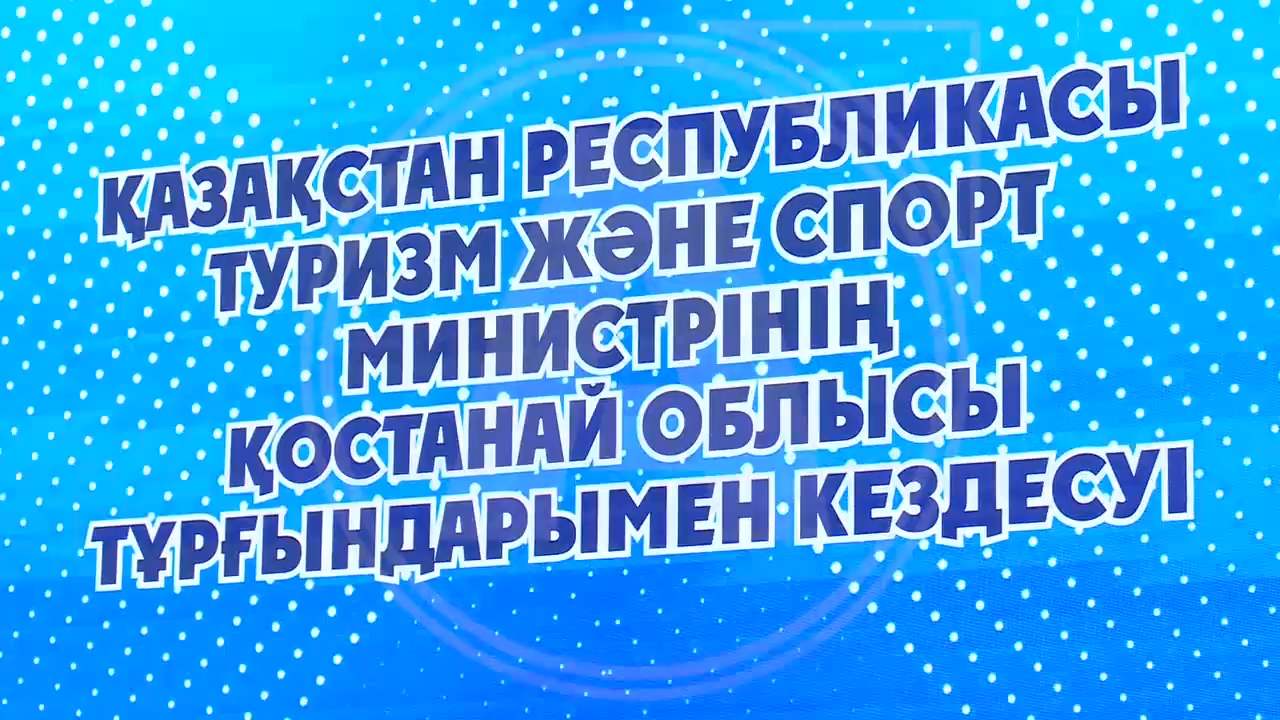 ҚАЗАҚСТАН РЕСПУБЛИКАСЫ
ТУРИЗМ ЖӘНЕ СПОРТ
МИНИСТРІНІҢ
ҚОСТАНАЙ ОБЛЫСЫ
ТҰРҒЫНДАРЫМЕН КЕЗДЕСУІ